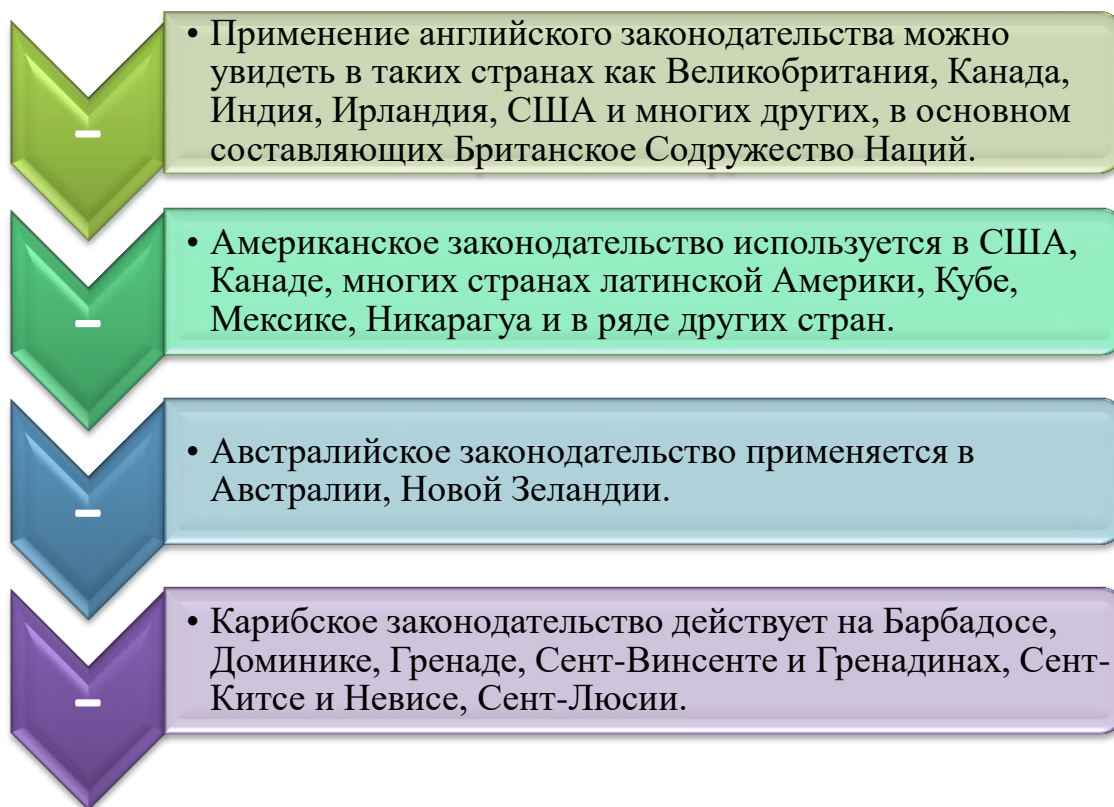 • Применение английского законодательства можно
увидеть в таких странах как Великобритания, Канада,
Индия, Ирландия, США и многих других, в основном
составляющих Британское Содружество Наций.
-
• Американское законодательство используется в США,
Канаде, многих странах латинской Америки, Кубе,
Мексике, Никарагуа и в ряде других стран.
-
• Австралийское законодательство применяется в
Австралии, Новой Зеландии.
-
• Карибское законодательство действует на Барбадосе,
Доминике, Гренаде, Сент-Винсенте и Гренадинах, Сент-
Китсе и Невисе, Сент-Люсии.
-